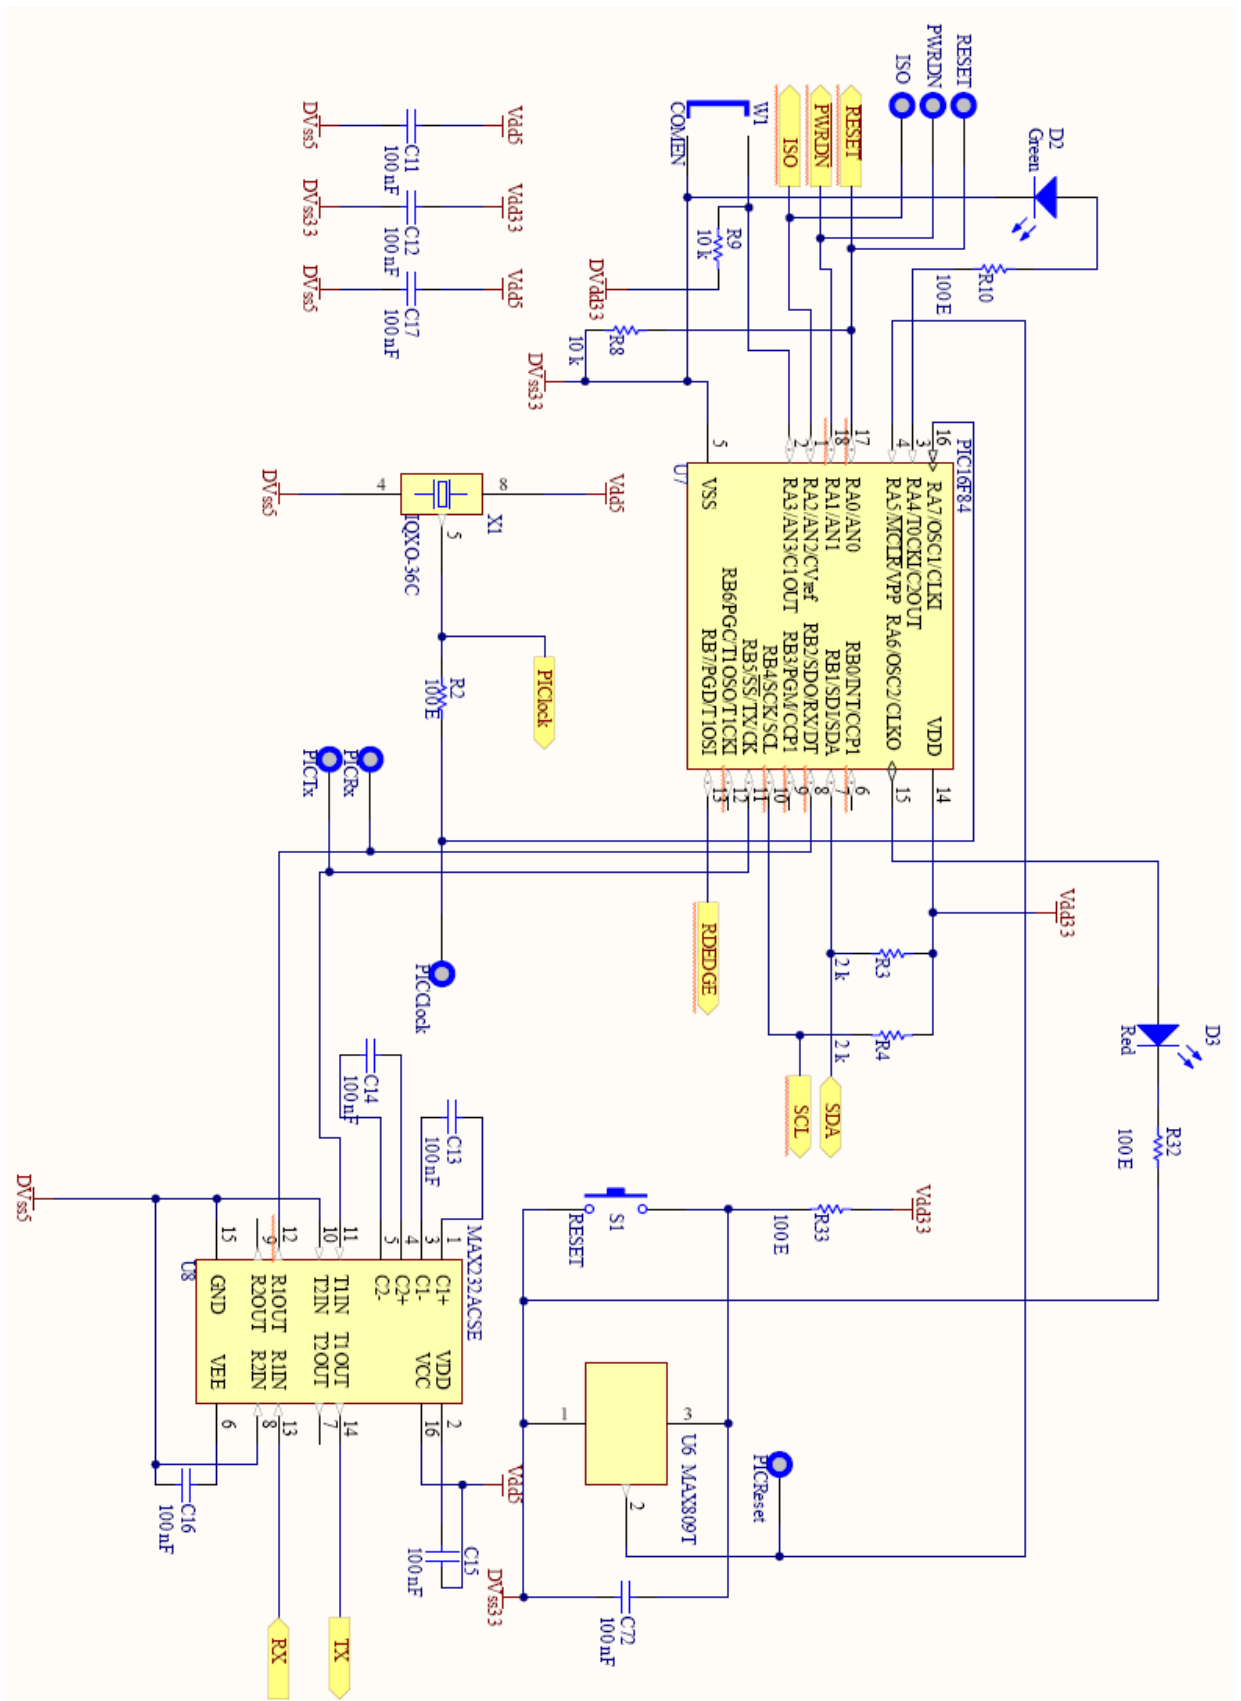 RESET
PWRDN
ISO
D2
Green
R10
100E
RESET
PWRDN
ISO
W1
COMEN
R9
10 k
DVdd33
R8
10 k
DVss33
Vdd5
C11
100nF
DVss5
Vdd33
C12
100nF
DVss33
Vdd5
C17
100nF
DVss5
PIC16F84
U7
16
3
4
17
18
1
2
5
RA7/OSC1/CLKI
RA4/T0CKI/C2OUT
RA5/MCLR/VPP
RA0/AN0
RA1/AN1
RA2/AN2/CVref
RA3/AN3/C1OUT
VSS
VDD
RA6/OSC2/CLKO
RB0/INT/CCP1
RB1/SDI/SDA
RB2/SDO/RX/DT
RB3/PGM/CCP1
RB4/SCK/SCL
RB5/SS/TX/CK
RB6/PGC/T1OSO/T1CKI
RB7/PGD/T1OSI
14
15
6
7
8
9
10
11
12
13
Vdd5
8
X1
IQXO-36C
4
5
DVss5
PIClock
R2
100E
PICRx
PICTx
PICClock
RDEDGE
Vdd33
R3
2 k
R4
2 k
SDA
SCL
D3
Red
R32
100E
Vdd33
R33
100E
S1
RESET
C14
100nF
C13
100nF
DVss5
MAX232ACSE
U8
1
3
4
5
11
10
12
9
15
C1+
C1-
C2+
C2-
T1IN
T2IN
R1OUT
R2OUT
GND
VDD
VCC
T1OUT
T2OUT
R1IN
R2IN
VEE
2
16
14
7
13
8
6
U6 MAX809T
1
3
2
PICReset
Vdd5
C15
100nF
C16
100nF
DVss33
C72
100nF
TX
RX